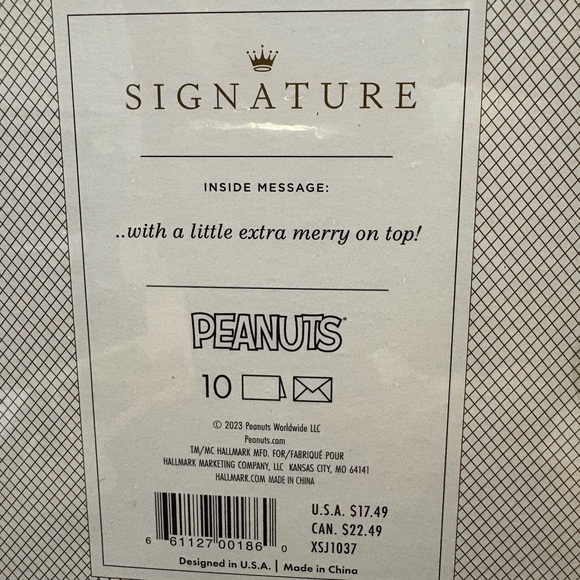 SIGNATURE
INSIDE MESSAGE:
..with a little extra merry on top!
PEANUTS
10
© 2023 Peanuts Worldwide LLC
Peanuts.com
TM/MC HALLMARK MFD. FOR/FABRIQUÉ POUR
HALLMARK MARKETING COMPANY, LLC KANSAS CITY, MO 64141
HALLMARK.COM MADE IN CHINA
U.S.A. $17.49
CAN. $22.49
XSJ1037
6 61127 00186 0
Designed in U.S.A. | Made in China